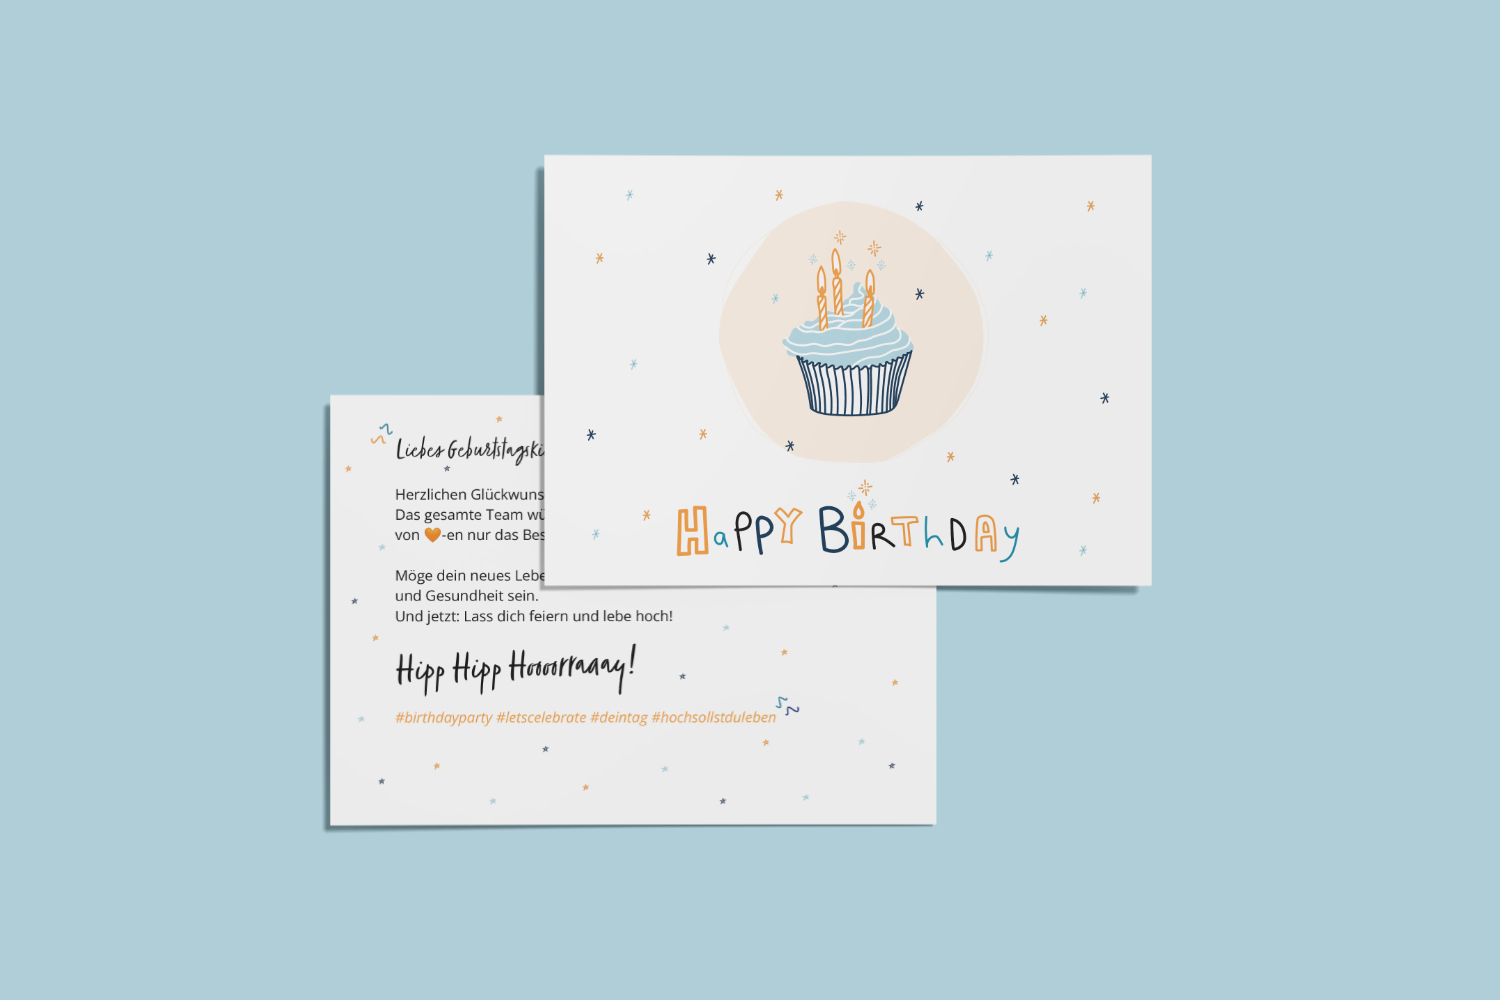 HaPPY BiRThDAy
Liebes Geburtstagski
Herzlichen Glückwuns
Das gesamte Team wü
von 🧡-en nur das Bes
Möge dein neues Lebe
und Gesundheit sein.
Und jetzt: Lass dich feiern und lebe hoch!
Hipp Hipp Hooorraaay!
#birthdayparty #letscelebrate #deintag #hochsollstduleben